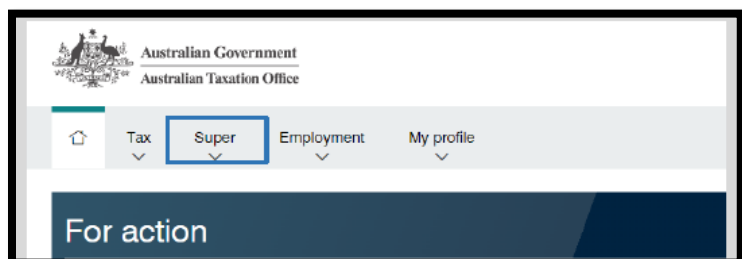 Australian Government
Australian Taxation Office
Tax Super Employment My profile
For action